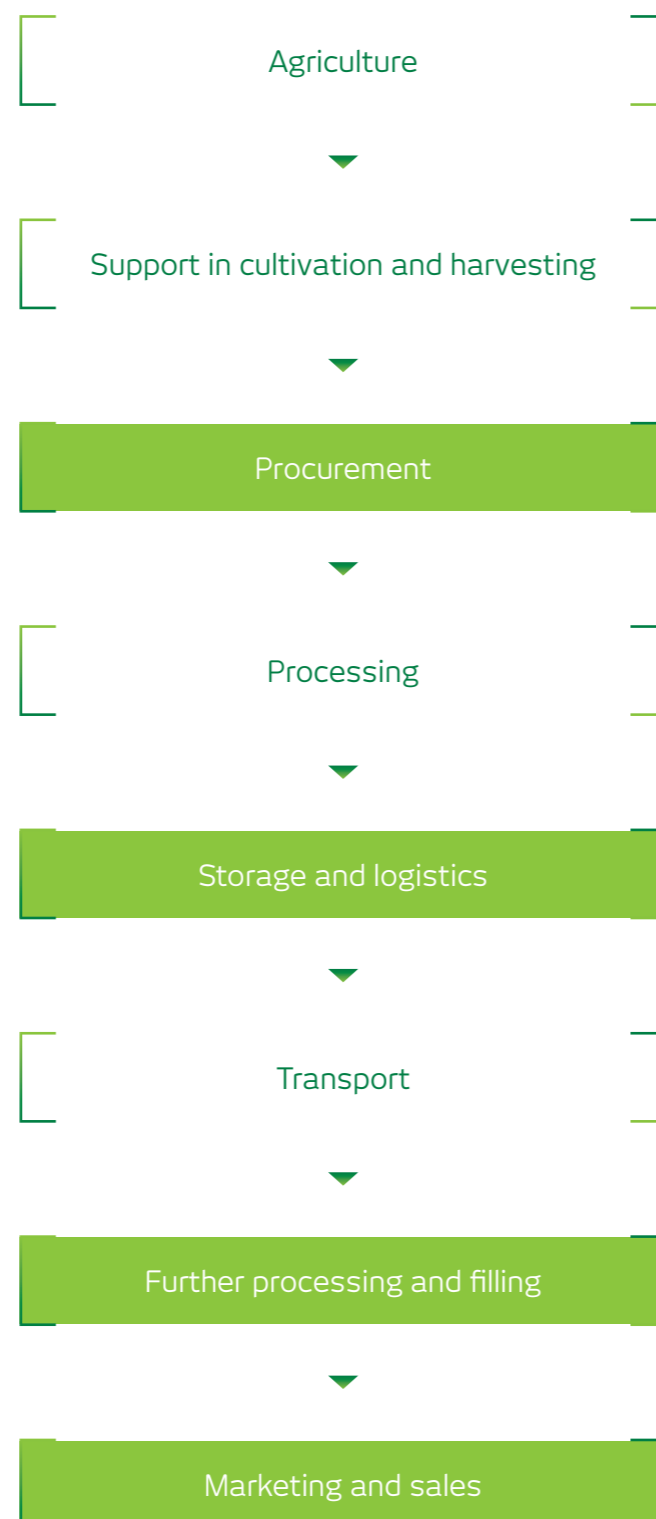 Agriculture
Support in cultivation and harvesting
Procurement
Processing
Storage and logistics
Transport
Further processing and filling
Marketing and sales